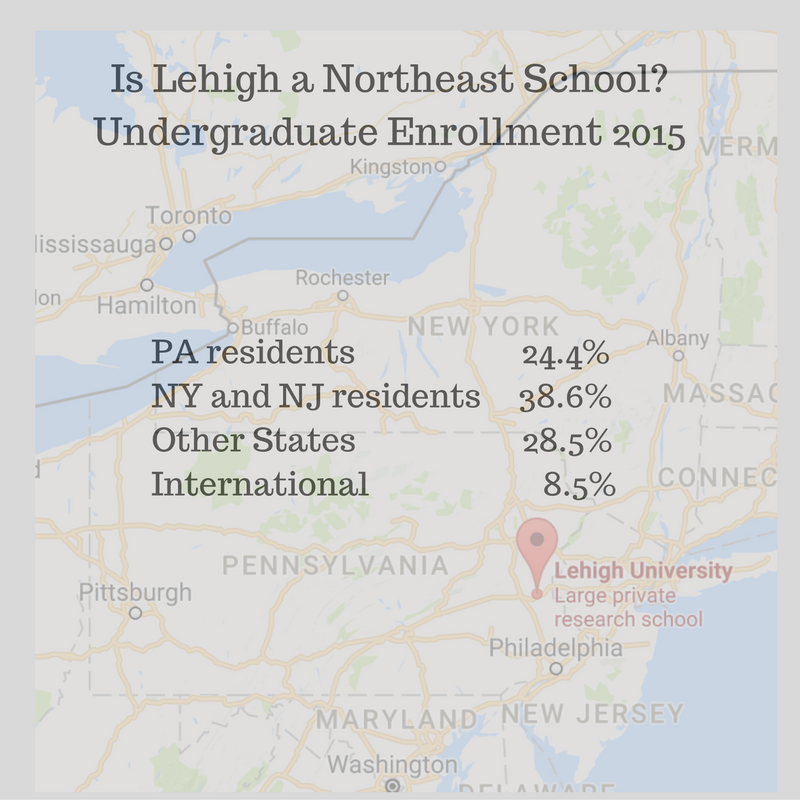 Is Lehigh a Northeast School?
Undergraduate Enrollment 2015
VERM
Kingston
Toronto
lississauga
Rochester
lon
Hamilton
Buffalo
NEW YORK
Albany
PA residents 24.4%
NY and NJ residents 38.6%
MASSAC
Other States 28.5%
d
International 8.5%
CONNEC
PENNSYLVANIA
Lehigh University
Large private
research school
Pittsburgh
Philadelphia
MARYLAND
NEW JERSEY
Washington
DELAWARE